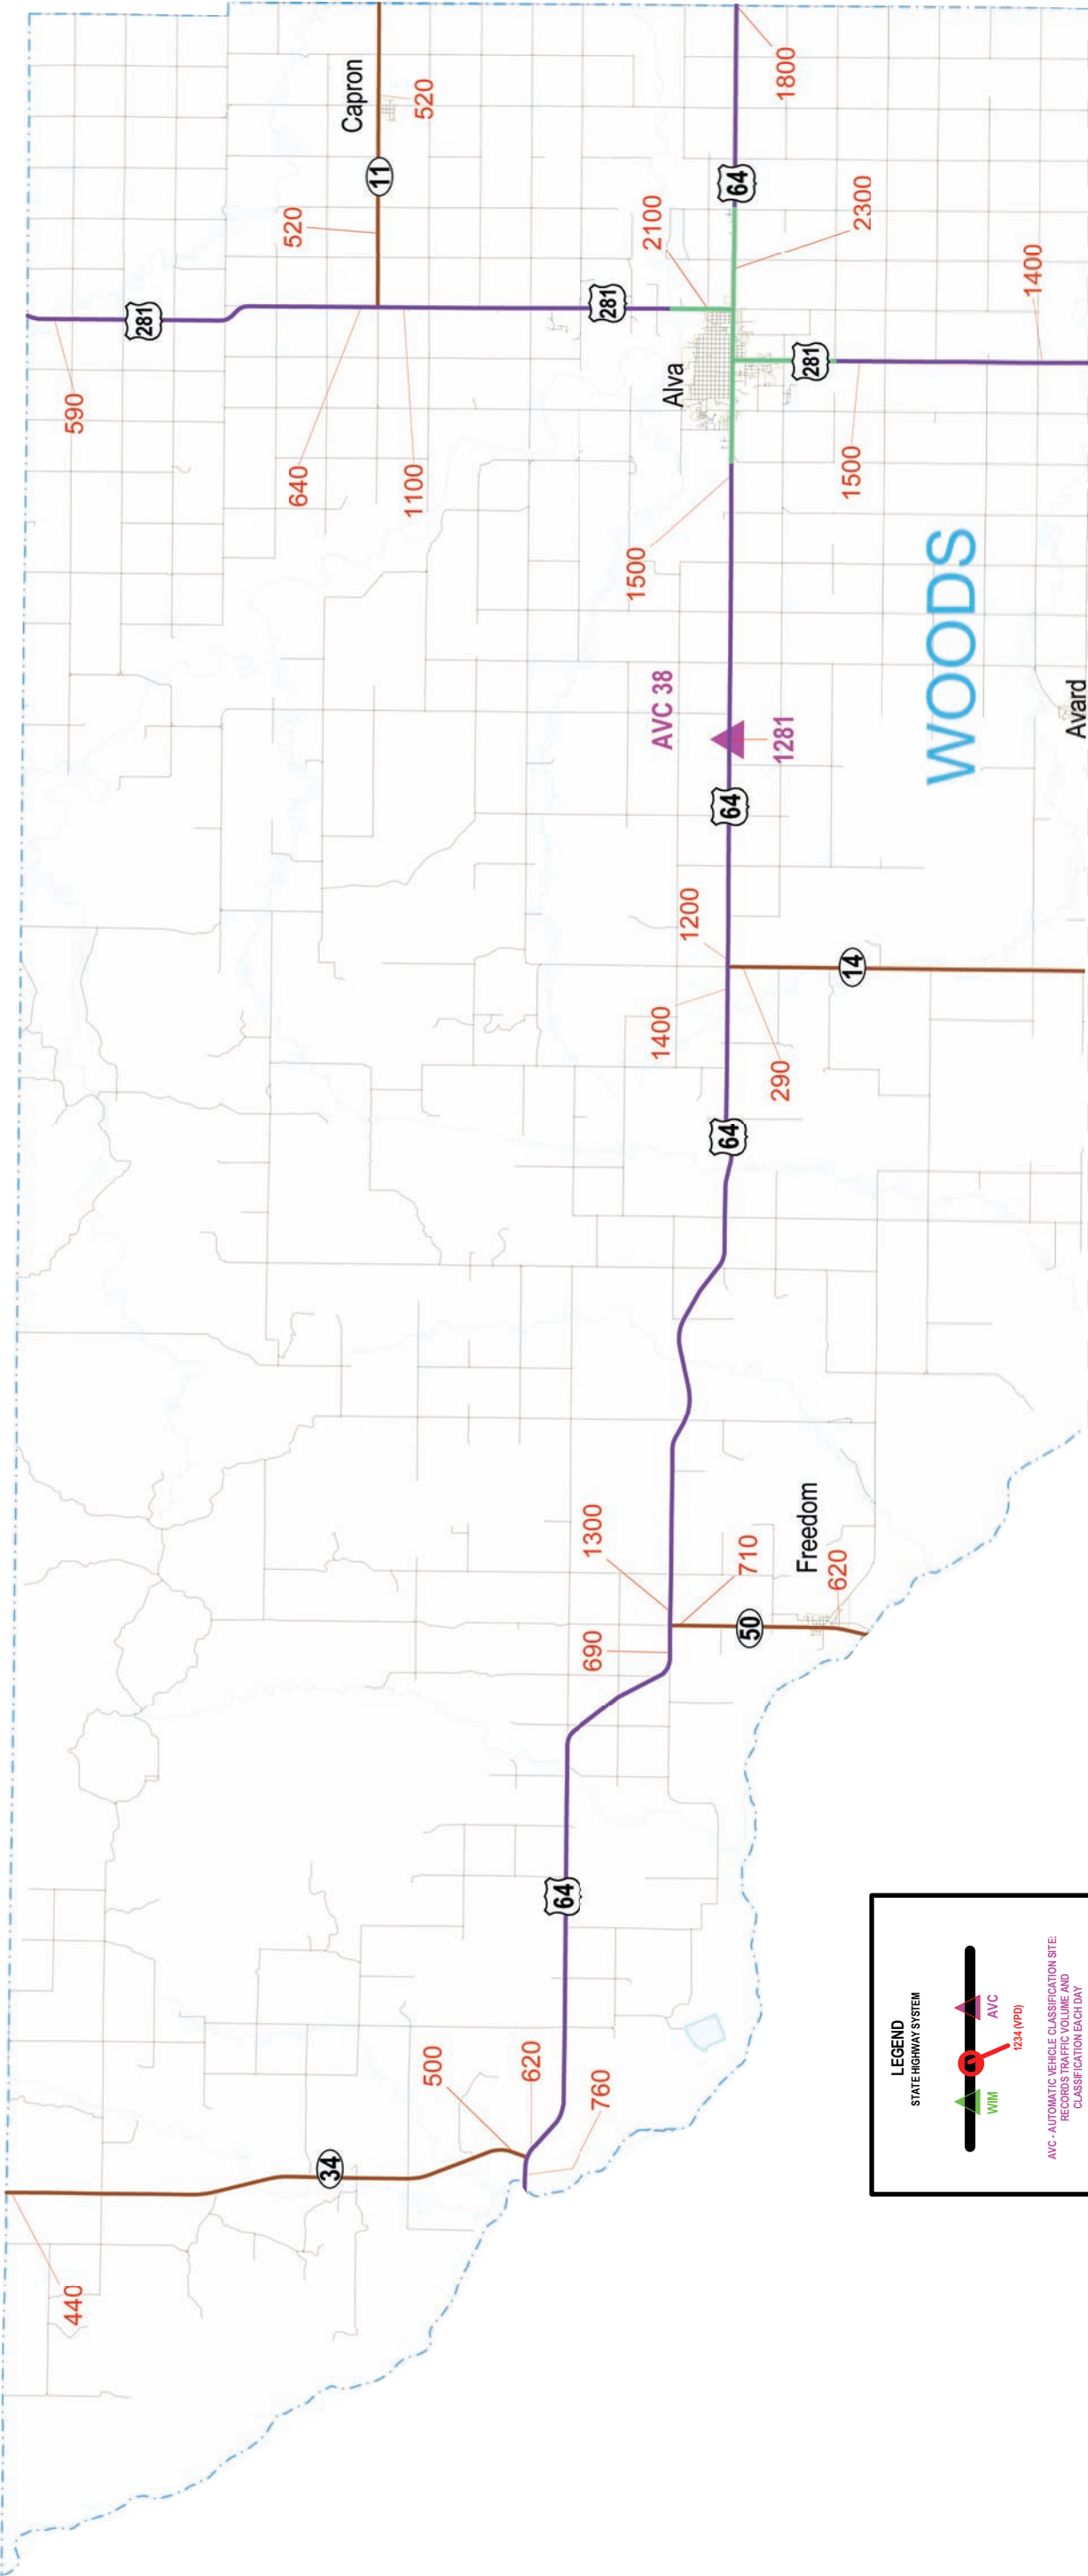 440
34
500
620
760
64
690
1300
710
50
Freedom
620
64
1400
1200
290
14
64
AVC 38
1281
WOODS
Avard
1500
590
281
640
1100
11
520
Capron
520
281
Alva
2100
64
1800
2300
281
1500
1400
LEGEND
STATE HIGHWAY SYSTEM
WIM
AVC
1234 (VPD)
AVC - AUTOMATIC VEHICLE CLASSIFICATION SITE:
RECORDS TRAFFIC VOLUME AND
CLASSIFICATION EACH DAY